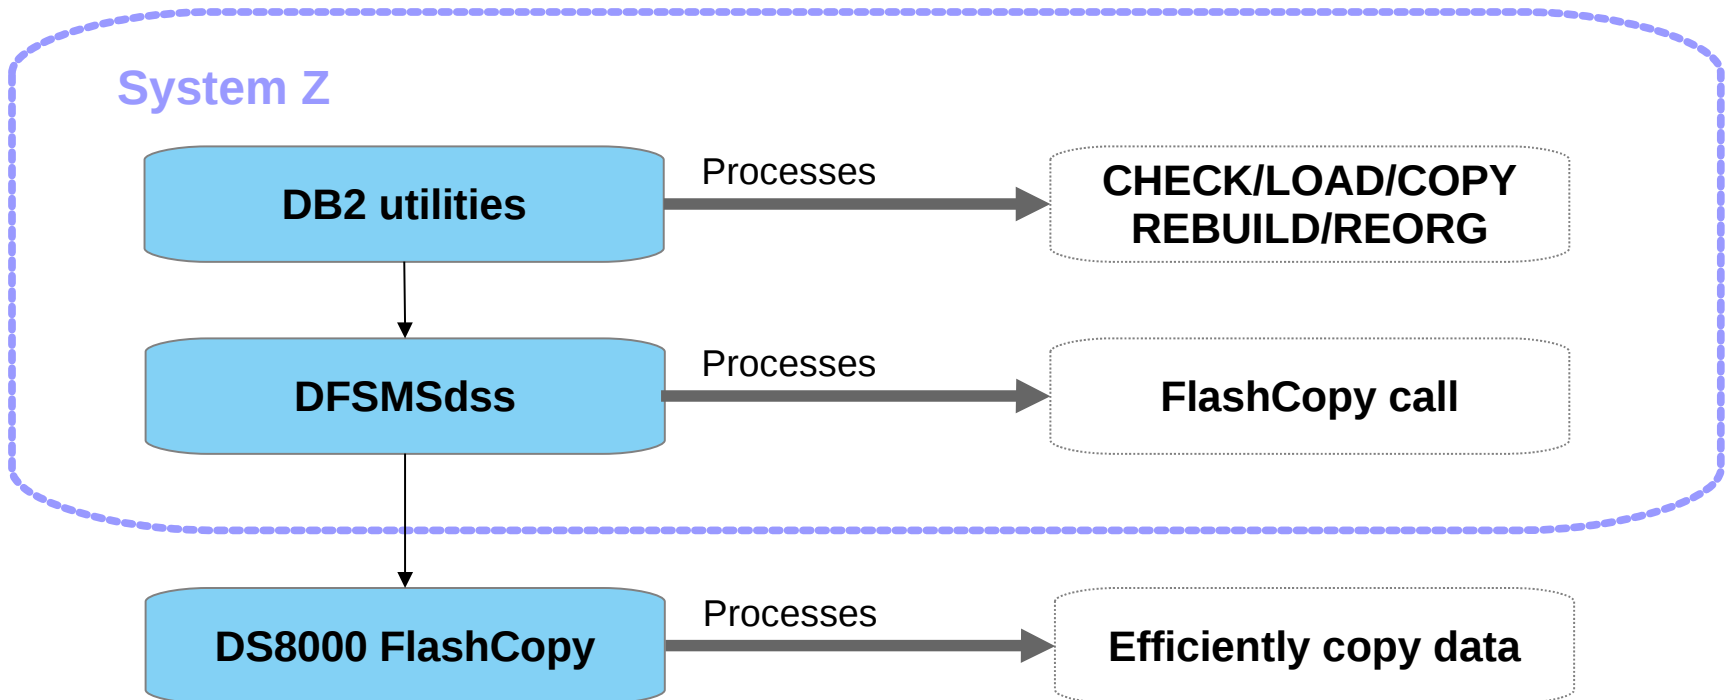 System Z
DB2 utilities
Processes
CHECK/LOAD/COPY
REBUILD/REORG
DFSMSdss
Processes
FlashCopy call
DS8000 FlashCopy
Processes
Efficiently copy data